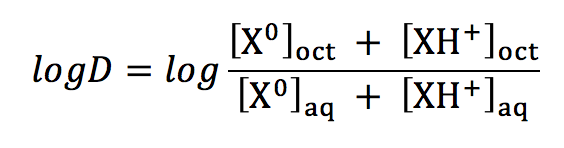 logD = log [X⁰]oct + [XH⁺]oct
[X⁰]aq + [XH⁺]aq